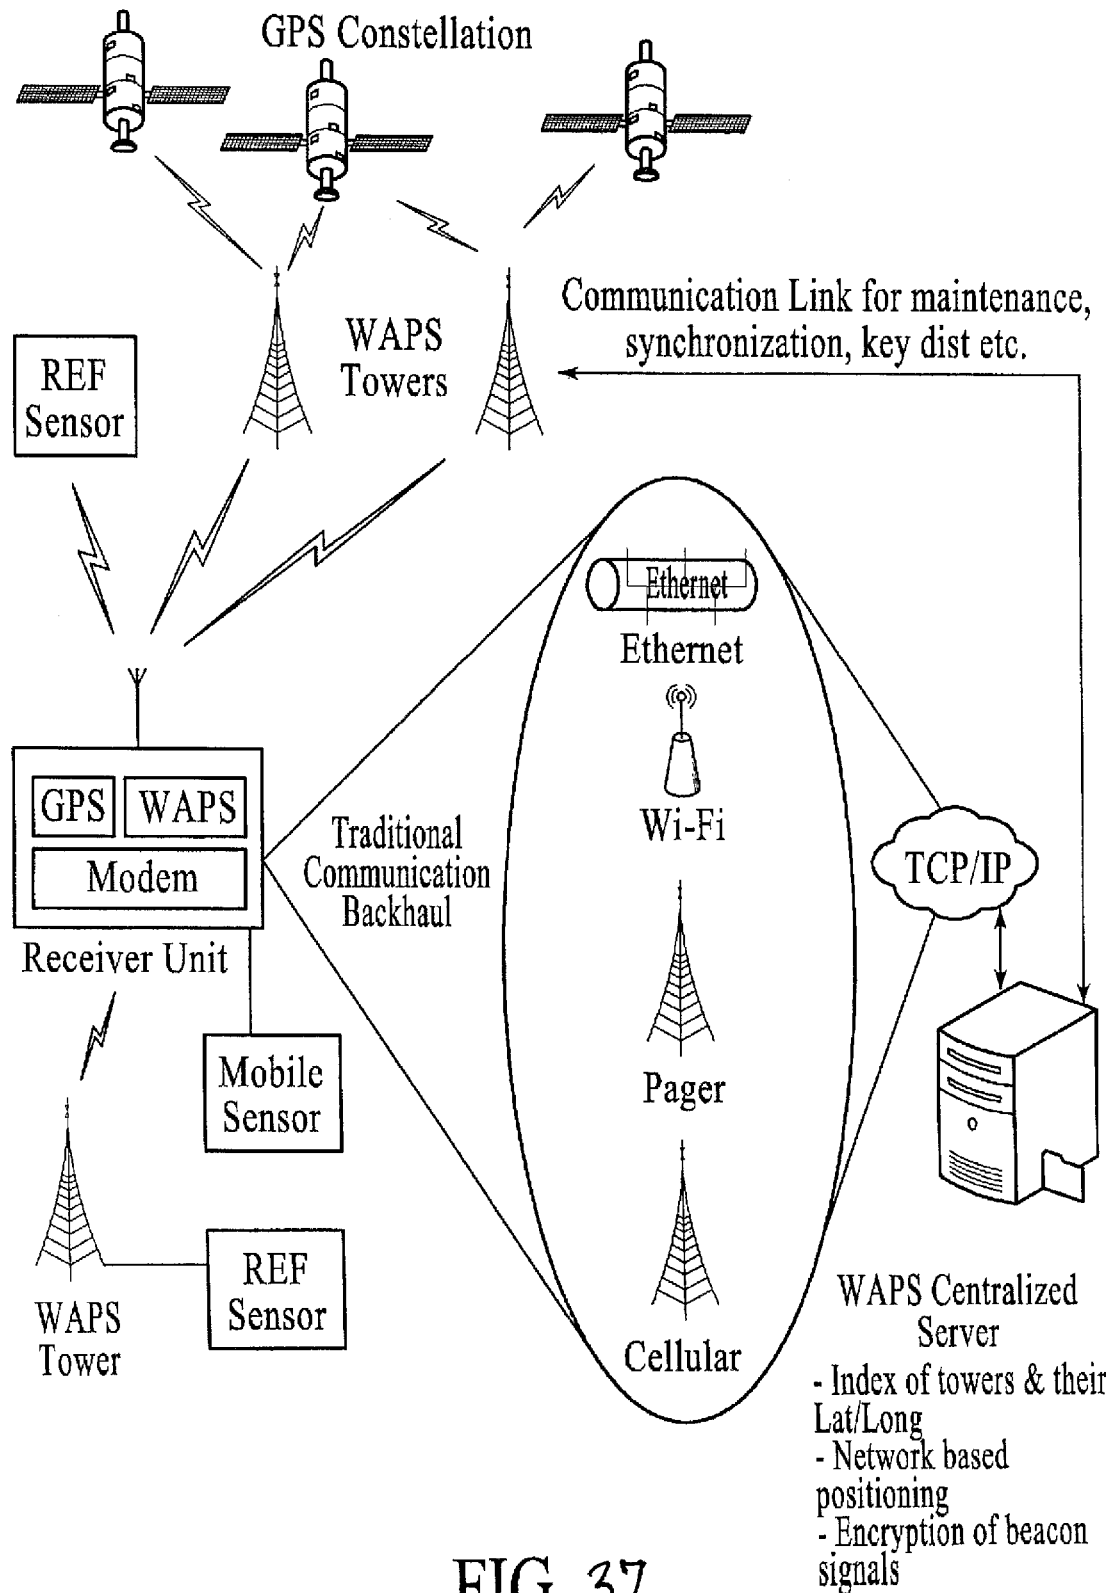 GPS Constellation
Communication Link for maintenance,
synchronization, key dist etc.
WAPS
Towers
REF
Sensor
Ethernet
Ethernet
Wi-Fi
GPS
WAPS
Modem
Receiver Unit
Traditional
Communication
Backhaul
TCP/IP
Pager
Mobile
Sensor
REF
Sensor
WAPS
Tower
Cellular
WAPS Centralized
Server
- Index of towers & their
Lat/Long
- Network based
positioning
- Encryption of beacon
signals
FIG. 37